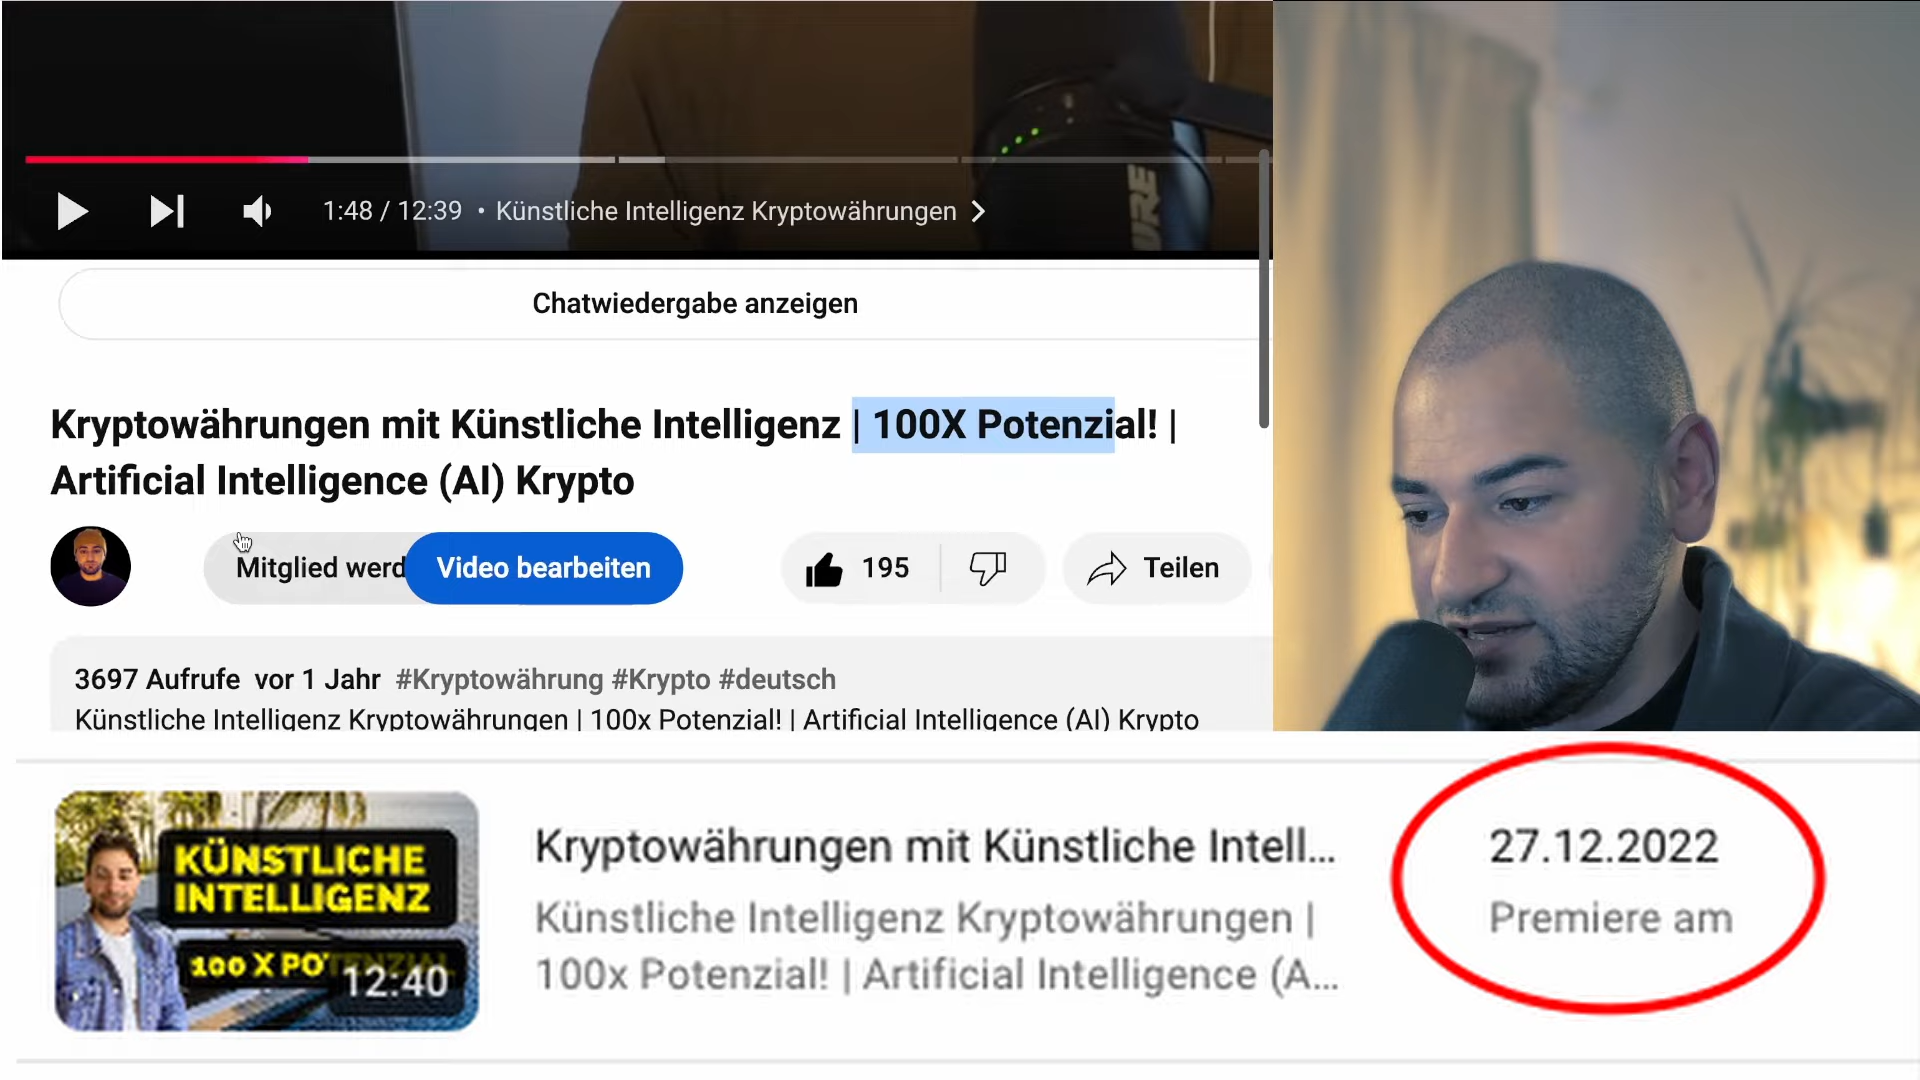 URE
1:48 / 12:39 • Künstliche Intelligenz Kryptowährungen
Chatwiedergabe anzeigen
Kryptowährungen mit Künstliche Intelligenz | 100X Potenzial! |
Artificial Intelligence (AI) Krypto
Mitglied werd
Video bearbeiten
195
Teilen
3697 Aufrufe vor 1 Jahr #Kryptowährung #Krypto #deutsch
Künstliche Intelligenz Kryptowährungen | 100x Potenzial! | Artificial Intelligence (AI) Krypto
KÜNSTLICHE
INTELLIGENZ
100 X POTENZIAL
12:40
Kryptowährungen mit Künstliche Intell...
Künstliche Intelligenz Kryptowährungen |
100x Potenzial! | Artificial Intelligence (A...
27.12.2022
Premiere am